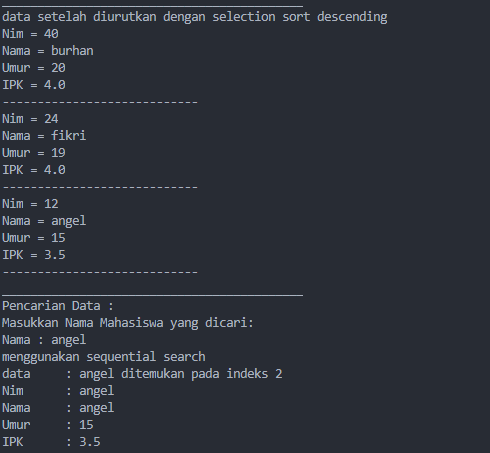 data setelah diurutkan dengan selection sort descending
Nim = 40
Nama = burhan
Umur = 20
IPK = 4.0
----------------------------
Nim = 24
Nama = fikri
Umur = 19
IPK = 4.0
----------------------------
Nim = 12
Nama = angel
Umur = 15
IPK = 3.5
----------------------------
Pencarian Data :
Masukkan Nama Mahasiswa yang dicari:
Nama : angel
menggunakan sequential search
data     : angel ditemukan pada indeks 2
Nim      : angel
Nama     : angel
Umur     : 15
IPK      : 3.5